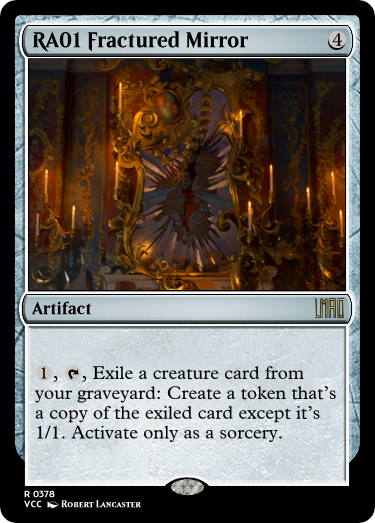 RA01 Fractured Mirror 4
Artifact LMAC
1, , Exile a creature card from
your graveyard: Create a token that's
a copy of the exiled card except it's
1/1. Activate only as a sorcery.
R 0378
VCC Robert Lancaster